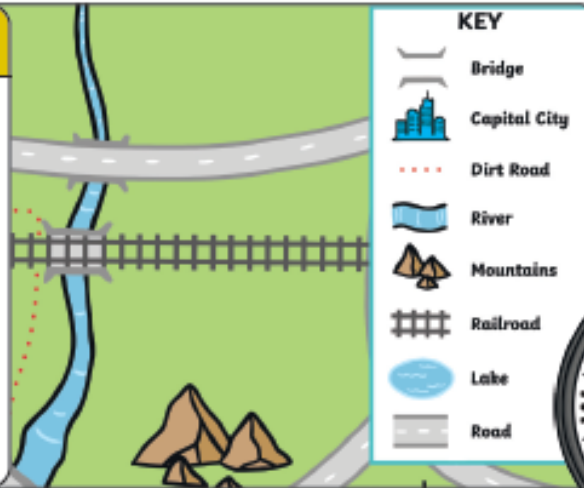 KEY
Bridge
Capital City
Dirt Road
River
Mountains
Railroad
Lake
Road